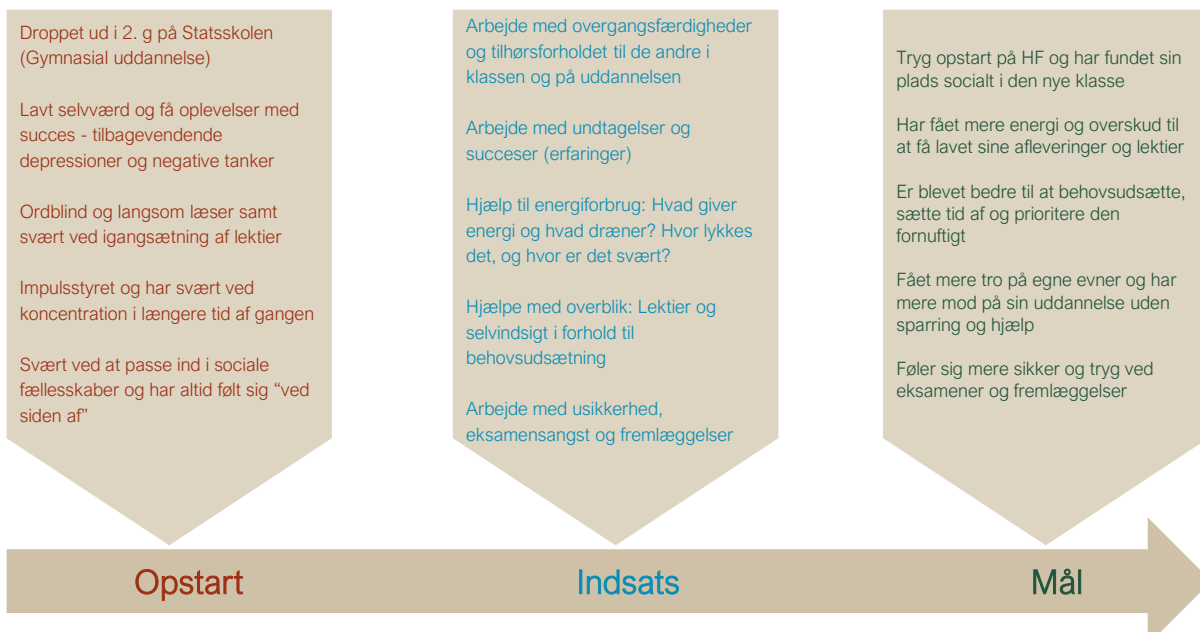 Droppet ud i 2. g på Statsskolen
(Gymnasial uddannelse)
Lavt selvværd og få oplevelser med
succes - tilbagevendende
depressioner og negative tanker
Ordblind og langsom læser samt
svært ved igangsætning af lektier
Impulsstyret og har svært ved
koncentration i længere tid af gangen
Svært ved at passe ind i sociale
fællesskaber og har altid følt sig “ved
siden af”
Arbejde med overgangsfærdigheder
og tilhørsforholdet til de andre i
klassen og på uddannelsen
Arbejde med undtagelser og
succeser (erfaringer)
Hjælp til energiforbrug: Hvad giver
energi og hvad dræner? Hvor lykkes
det, og hvor er det svært?
Hjælpe med overblik: Lektier og
selvindsigt i forhold til
behovsudsætning
Arbejde med usikkerhed,
eksamensangst og fremlæggelser
Tryg opstart på HF og har fundet sin
plads socialt i den nye klasse
Har fået mere energi og overskud til
at få lavet sine afleveringer og lektier
Er blevet bedre til at behovsudsætte,
sætte tid af og prioritere den
fornuftigt
Fået mere tro på egne evner og har
mere mod på sin uddannelse uden
sparring og hjælp
Føler sig mere sikker og tryg ved
eksamener og fremlæggelser
Opstart
Indsats
Mål